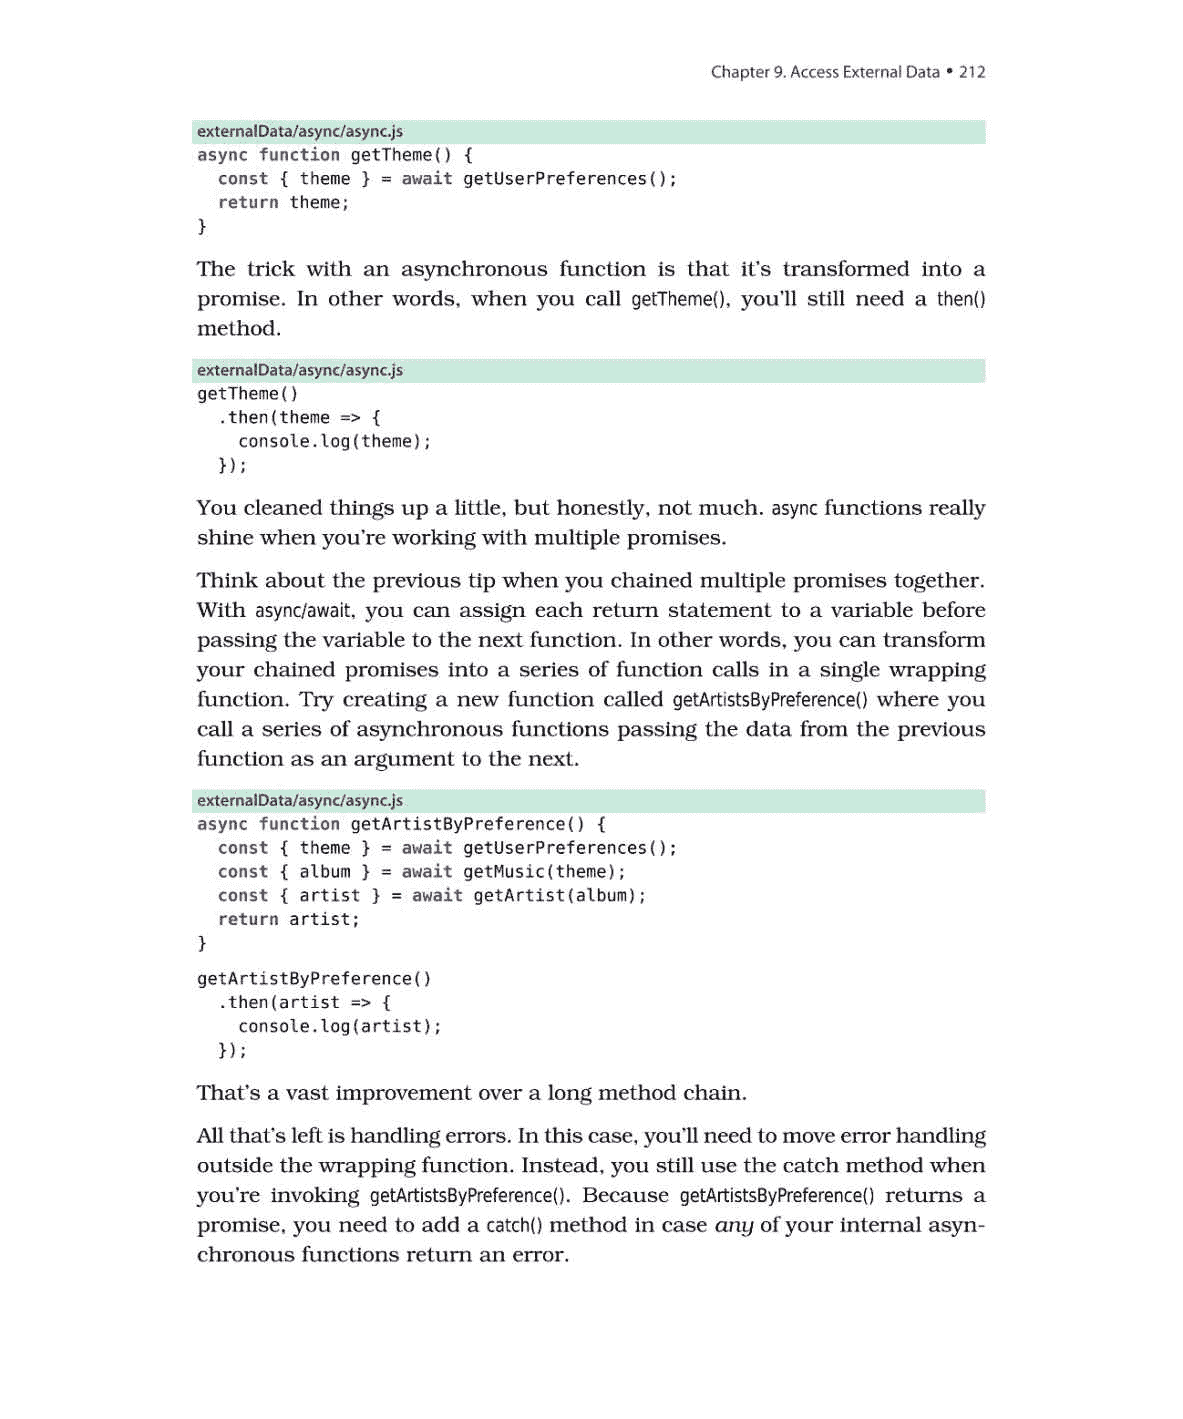 Chapter 9. Access External Data • 212
externalData/async/async.js
async function getTheme() {
  const { theme } = await getUserPreferences();
  return theme;
}
The trick with an asynchronous function is that it's transformed into a
promise. In other words, when you call getTheme(), you'll still need a then()
method.
externalData/async/async.js
getTheme()
  .then(theme => {
    console.log(theme);
  });
You cleaned things up a little, but honestly, not much. async functions really
shine when you're working with multiple promises.
Think about the previous tip when you chained multiple promises together.
With async/await, you can assign each return statement to a variable before
passing the variable to the next function. In other words, you can transform
your chained promises into a series of function calls in a single wrapping
function. Try creating a new function called getArtistsByPreference() where you
call a series of asynchronous functions passing the data from the previous
function as an argument to the next.
externalData/async/async.js
async function getArtistByPreference() {
  const { theme } = await getUserPreferences();
  const { album } = await getMusic(theme);
  const { artist } = await getArtist(album);
  return artist;
}
getArtistByPreference()
  .then(artist => {
    console.log(artist);
  });
That's a vast improvement over a long method chain.
All that's left is handling errors. In this case, you'll need to move error handling
outside the wrapping function. Instead, you still use the catch method when
you're invoking getArtistsByPreference(). Because getArtistsByPreference() returns a
promise, you need to add a catch() method in case any of your internal asyn-
chronous functions return an error.